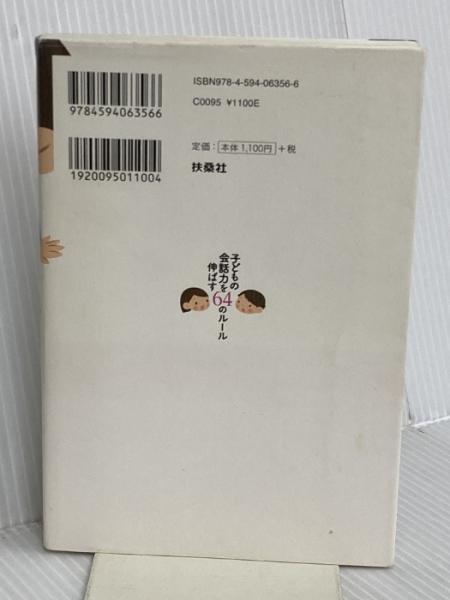 ISBN978-4-594-06356-6
C0095 ¥1100E
定価：本体1,100円+税
扶桑社
9784594063566
1920095011004
子どもの
会話力を
伸ばす
64のルール